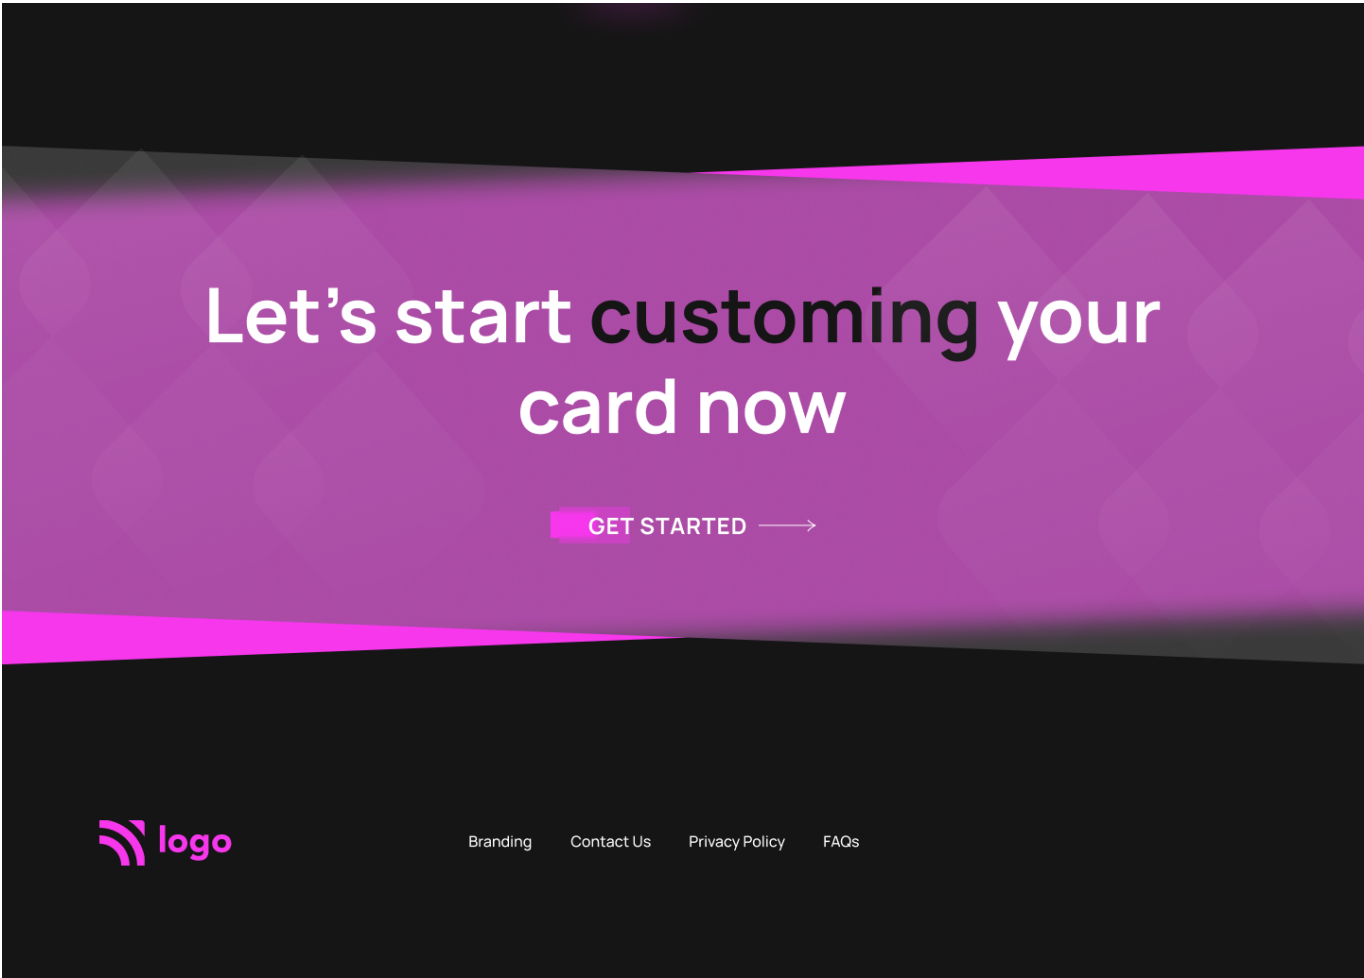 Let’s start customing your
card now
GET STARTED
logo
Branding Contact Us Privacy Policy FAQs